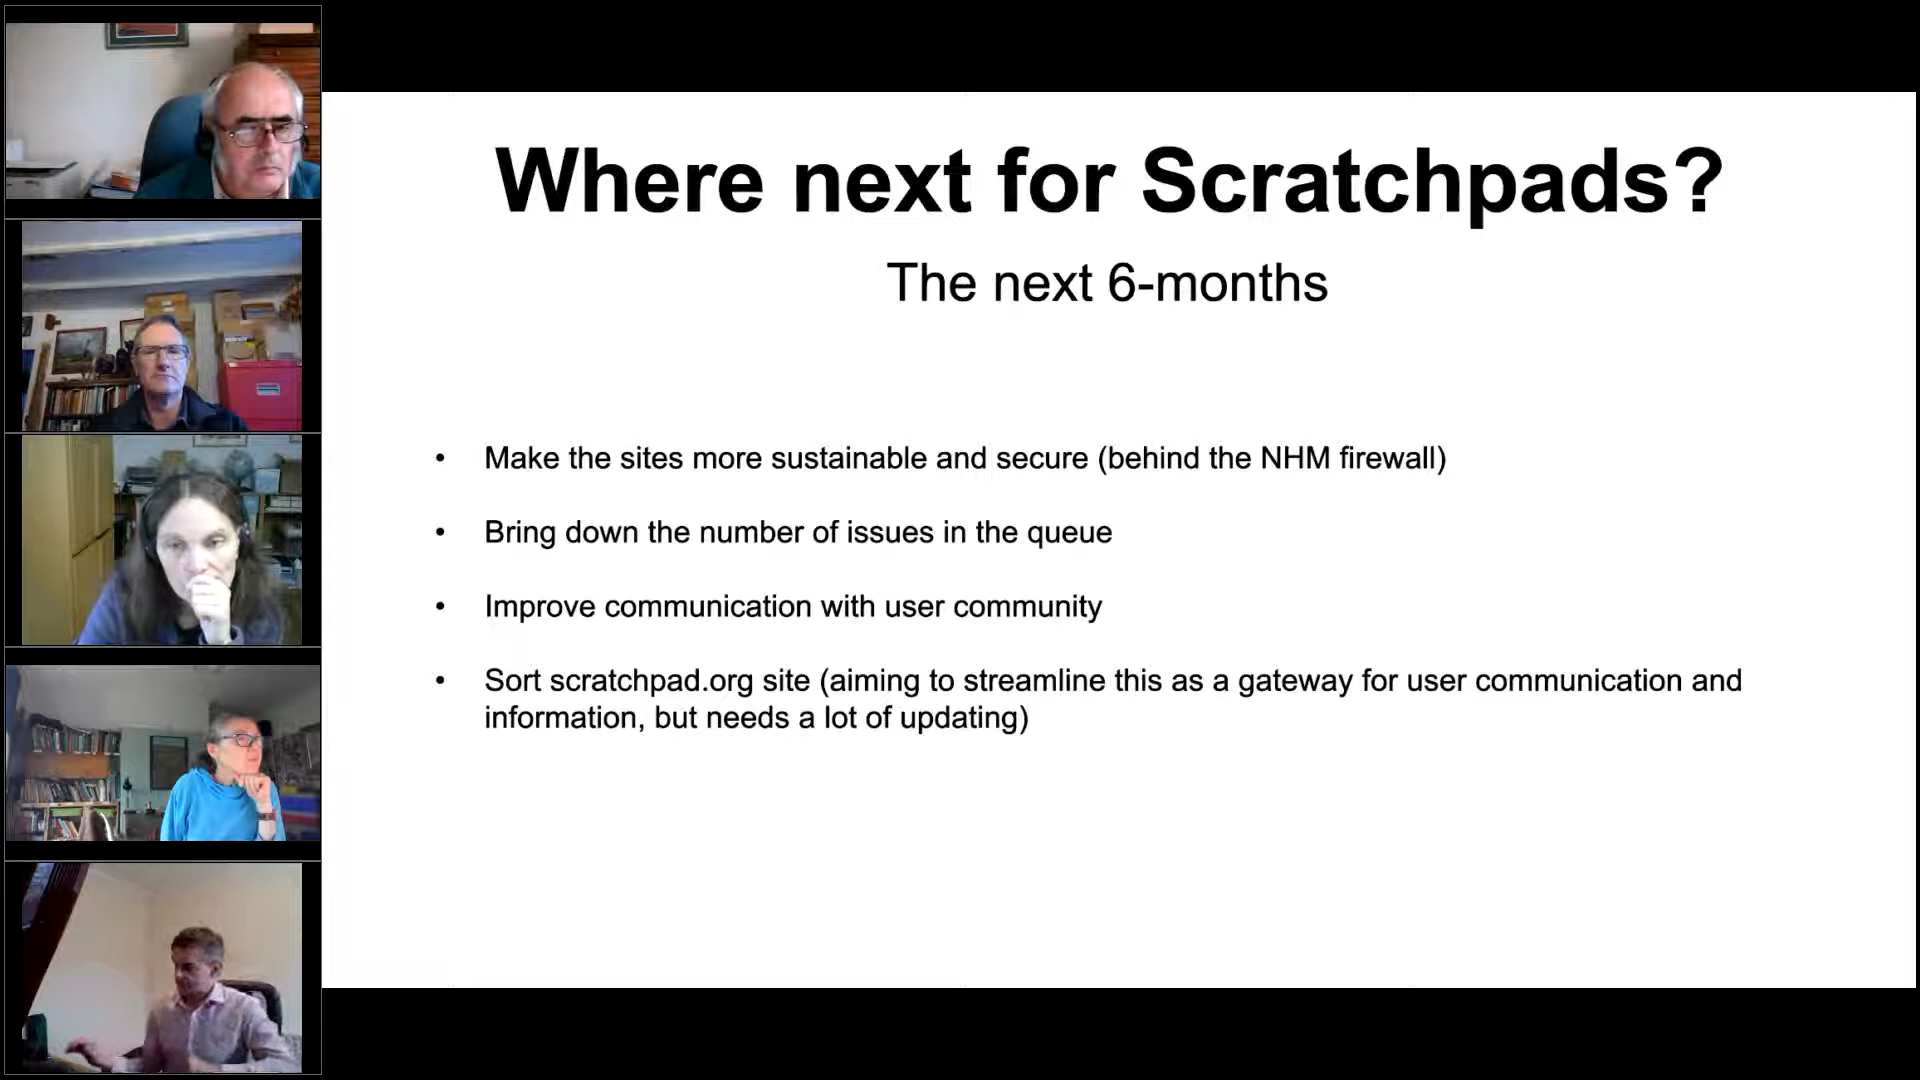 Where next for Scratchpads?
The next 6-months
• Make the sites more sustainable and secure (behind the NHM firewall)
• Bring down the number of issues in the queue
• Improve communication with user community
• Sort scratchpad.org site (aiming to streamline this as a gateway for user communication and
information, but needs a lot of updating)